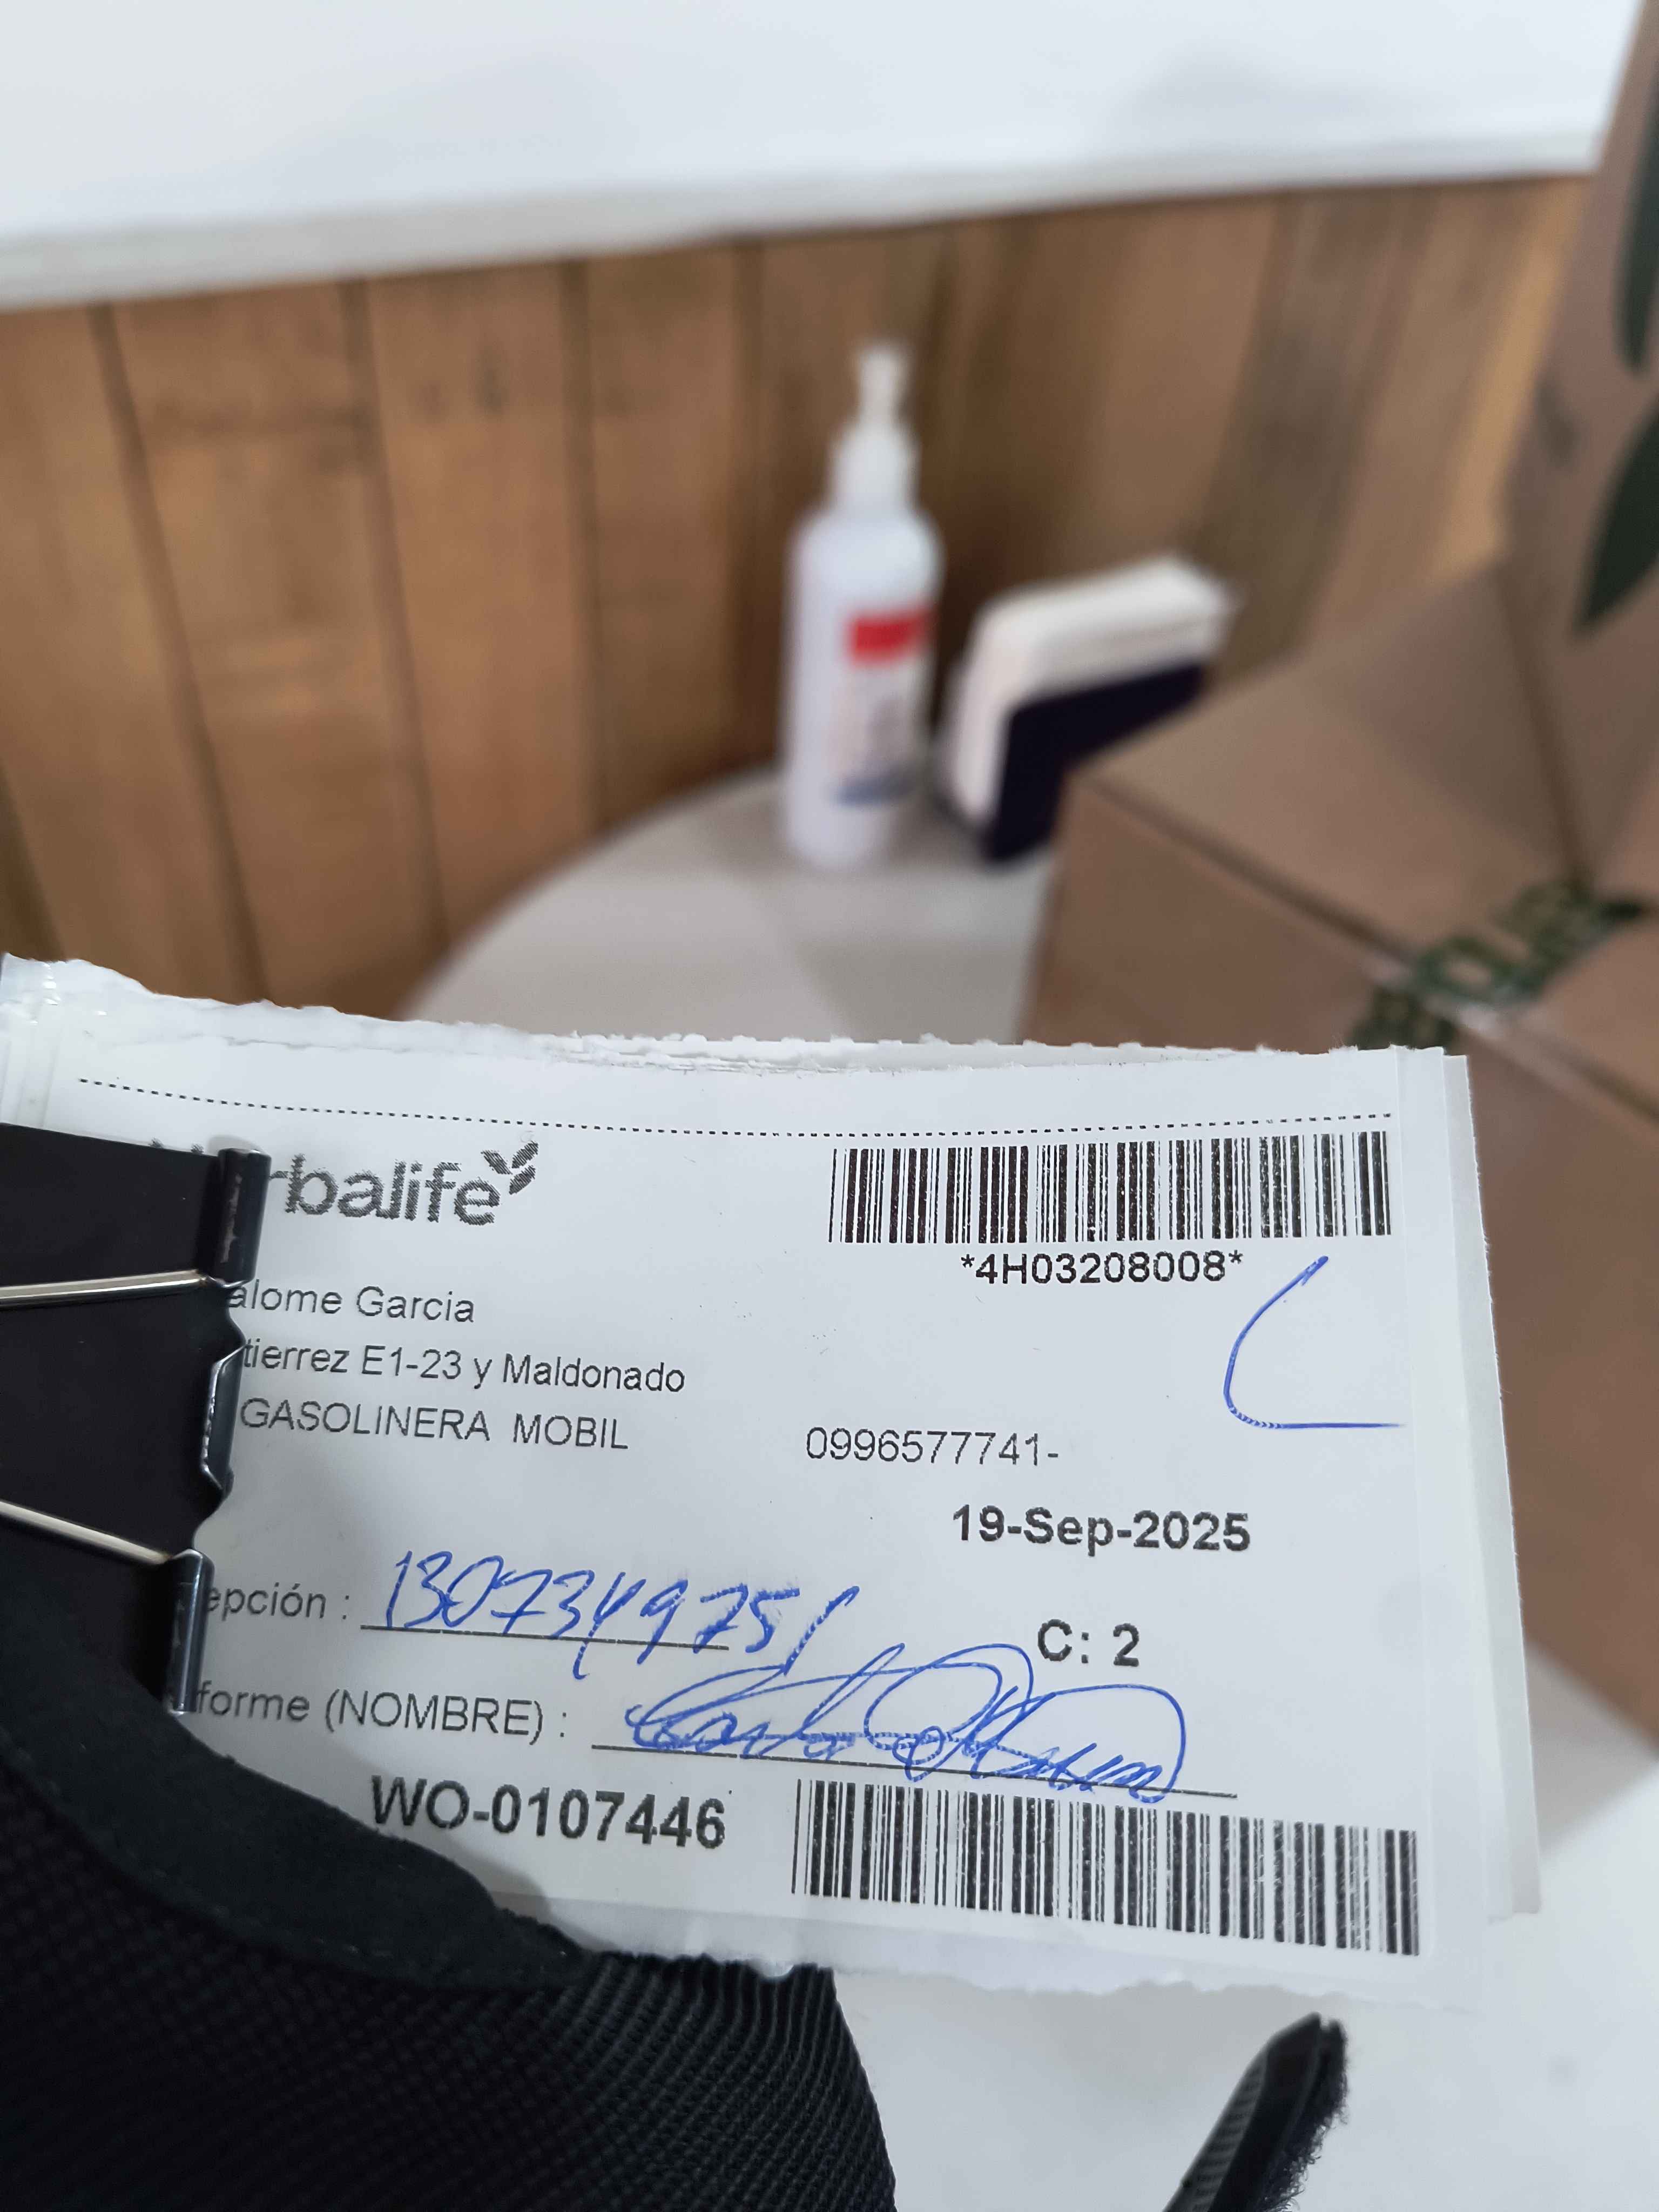 rbalife
*4H03208008*
alome Garcia
tierrez E1-23 y Maldonado
GASOLINERA MOBIL
0996577741-
19-Sep-2025
epción : 1307349751
C: 2
forme (NOMBRE) :
WO-0107446